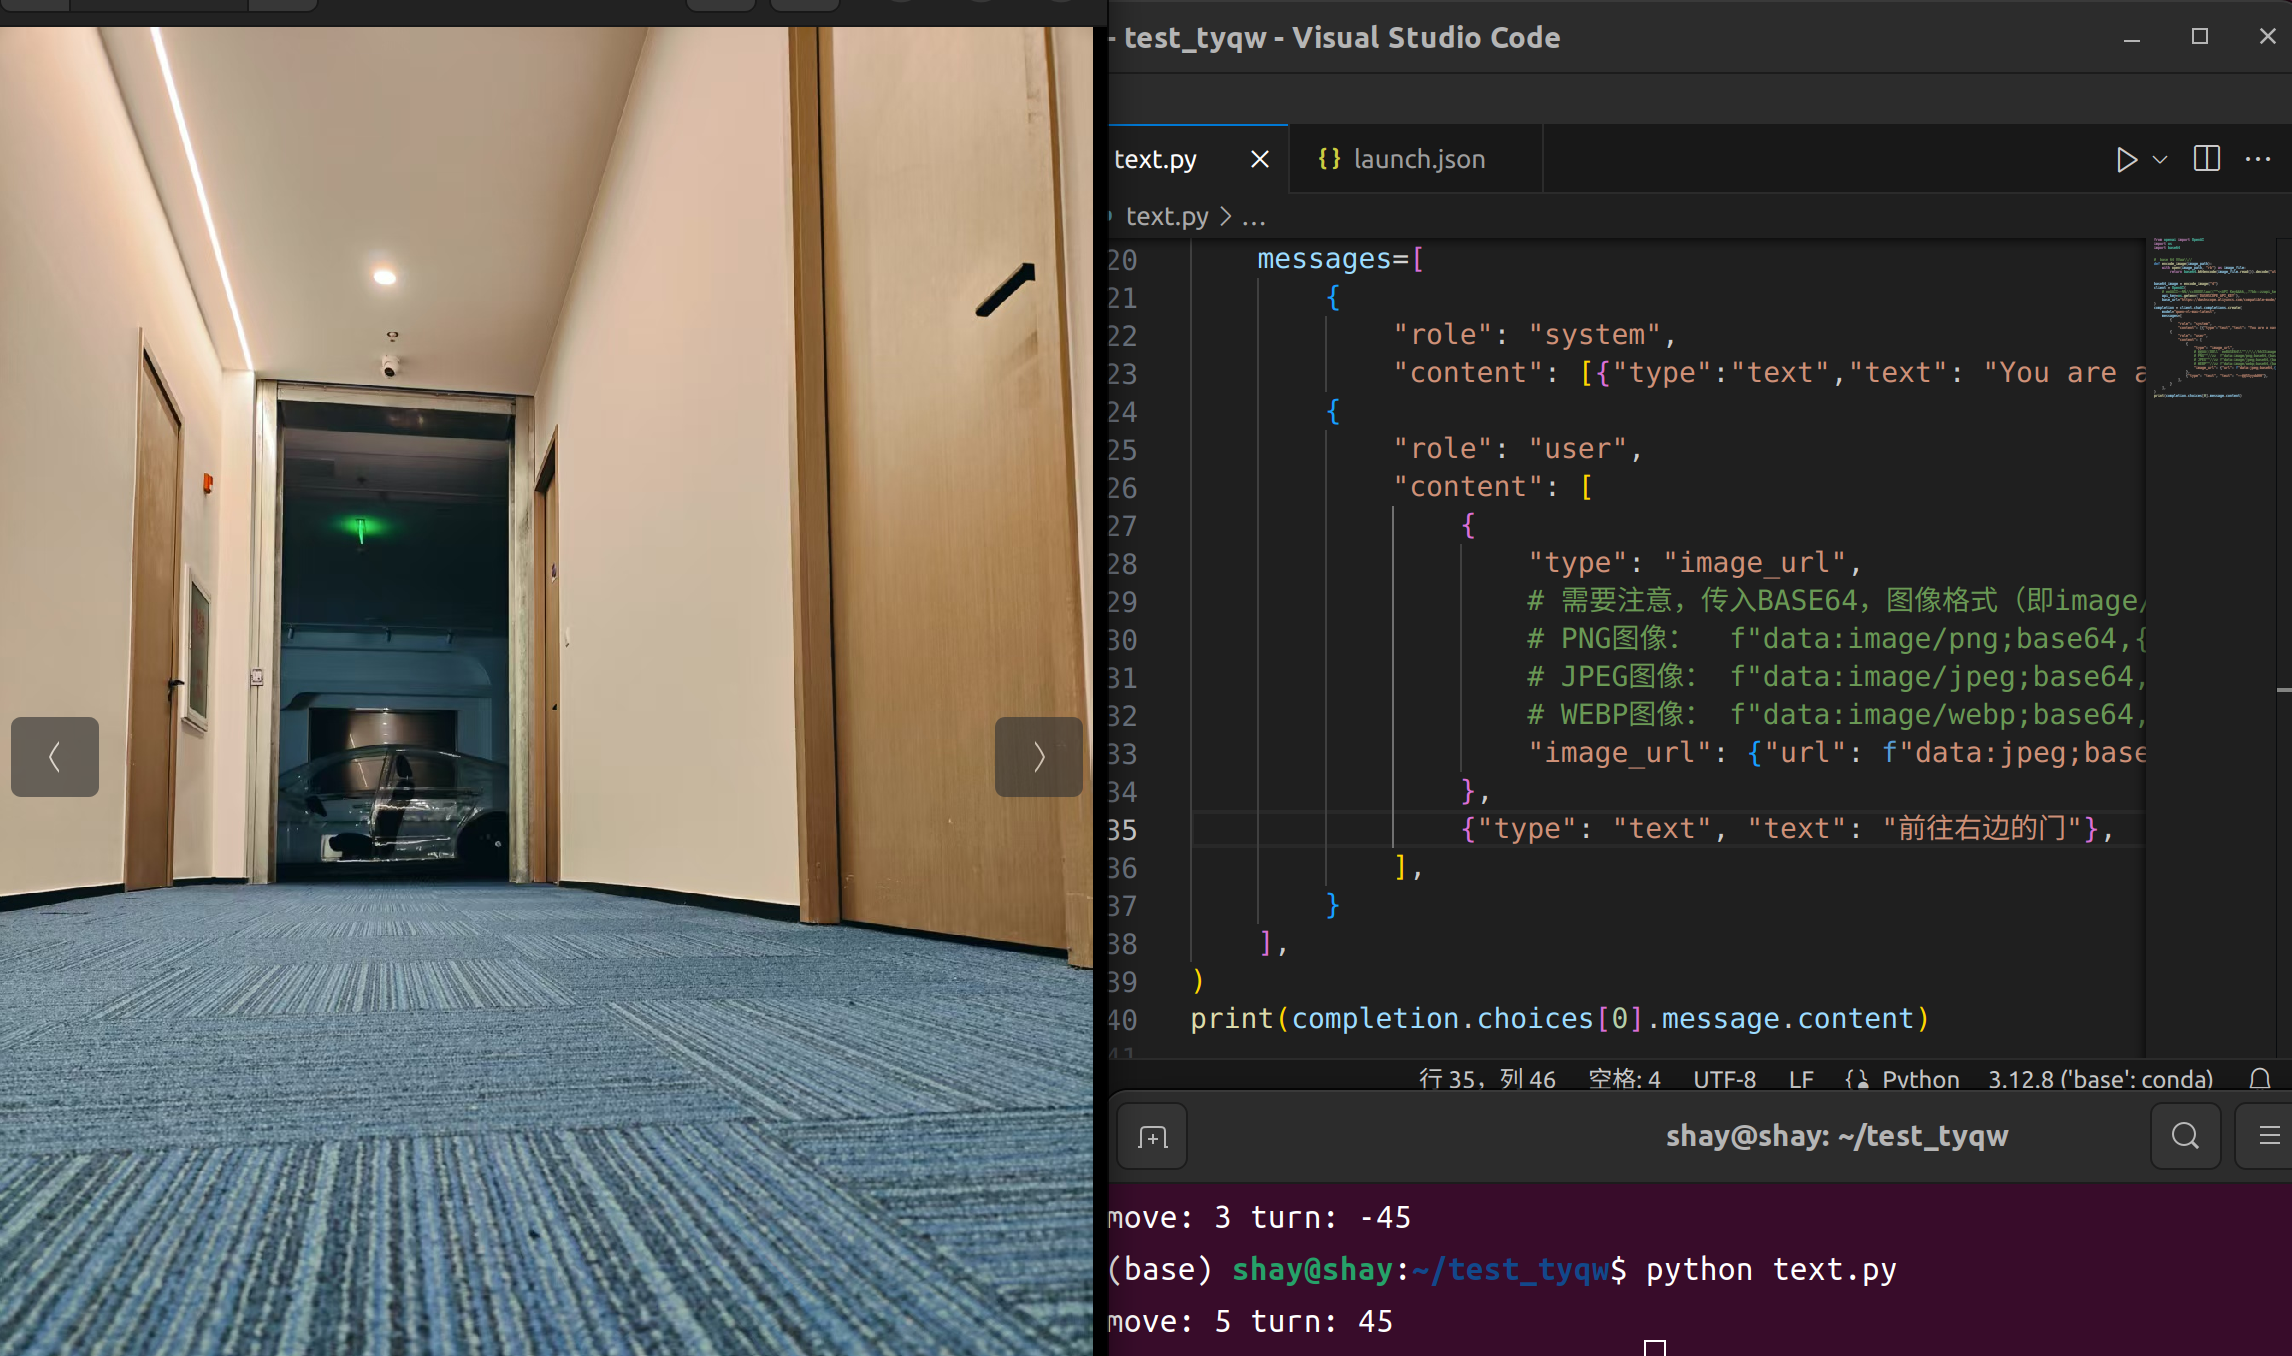 - test_tyqw - Visual Studio Code
text.py
{} launch.json
text.py > ...
20 messages=[
21 {
22 "role": "system",
23 "content": [{"type":"text","text": "You are a
24 {
25 "role": "user",
26 "content": [
27 {
28 "type": "image_url",
29 # 需要注意，传入BASE64，图像格式（即image/
30 # PNG图像： f"data:image/png;base64,{
31 # JPEG图像： f"data:image/jpeg;base64,
32 # WEBP图像： f"data:image/webp;base64,
33 "image_url": {"url": f"data:jpeg;base
34 },
35 {"type": "text", "text": "前往右边的门"},
36 ],
37 }
38 ],
39 )
40 print(completion.choices[0].message.content)
41
行 35，列 46 空格: 4 UTF-8 LF Python 3.12.8 ('base': conda)
shay@shay: ~/test_tyqw
move: 3 turn: -45
(base) shay@shay:~/test_tyqw$ python text.py
move: 5 turn: 45